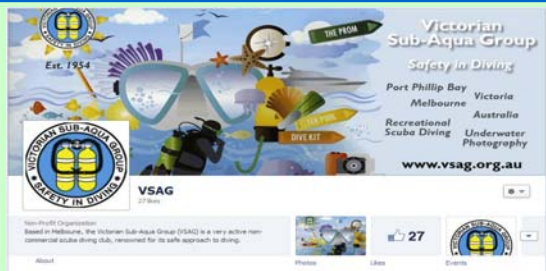 Est. 1954
THE PROM
Victorian
Sub-Aqua Group
Safety in Diving
Port Phillip Bay
Melbourne
Victoria
Australia
Recreational
Scuba Diving
Underwater
Photography
DIVE KIT
www.vsag.org.au
VICTORIAN SUB-AQUA GROUP
SAFETY IN DIVING
VSAG
27 likes
Non-Profit Organization
Based in Melbourne, the Victorian Sub-Aqua Group (VSAG) is a very active non-
commercial scuba diving club, renowned for its safe approach to diving.
About
27
Photos
Likes
Events